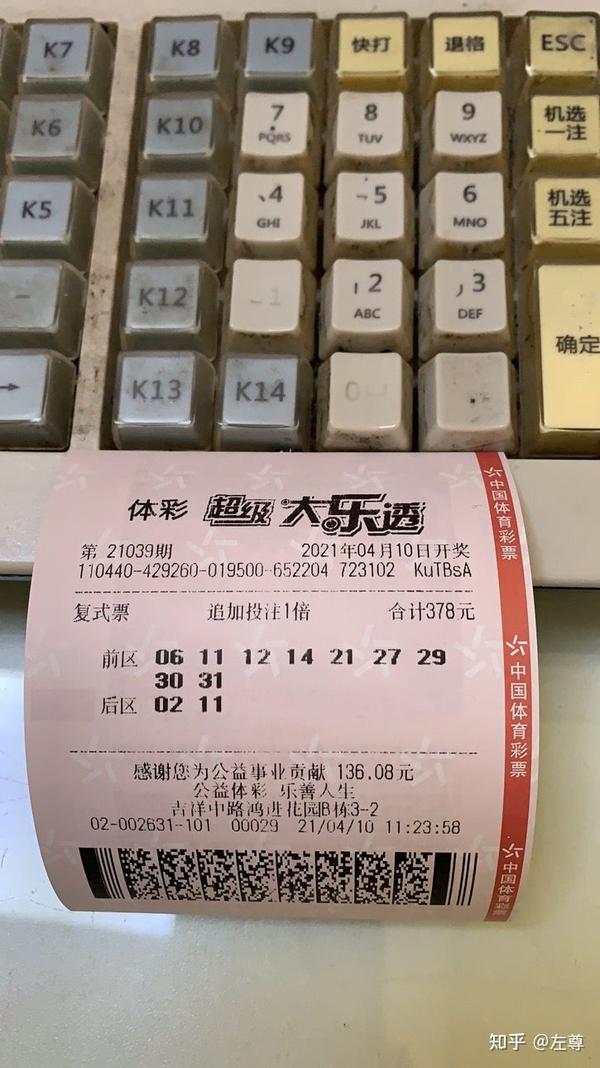 K7 K8 K9 快打 退格 ESC
K6 K10 7 PQRS 8 TUV 9 WXYZ 机选一注
K5 K11 、4 GHI 5 JKL 6 MNO 机选五注
K12 1 2 ABC 3 DEF 确定
K13 K14 0
体彩 超级大乐透
第 21039期 2021年04月10日开奖
110440-429260-019500-652204 723102 KuTBsA
复式票 追加投注1倍 合计378元
前区 06 11 12 14 21 27 29
30 31
后区 02 11
感谢您为公益事业贡献 136.08元
公益体彩 乐善人生
吉洋中路鸿进花园B栋3-2
02-002631-101 00029 21/04/10 11:23:58
中国体育彩票
中国体育彩票
中国体育彩票
知乎 @左尊